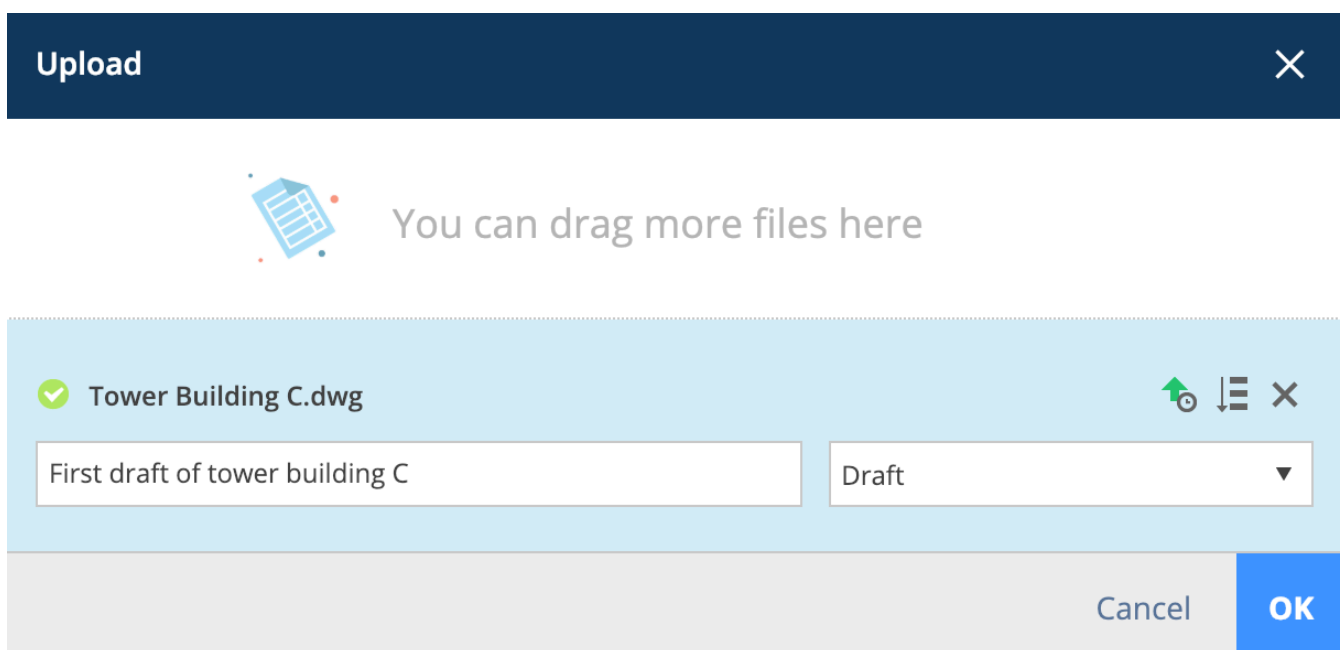 Upload
You can drag more files here
Tower Building C.dwg
First draft of tower building C
Draft
Cancel
OK